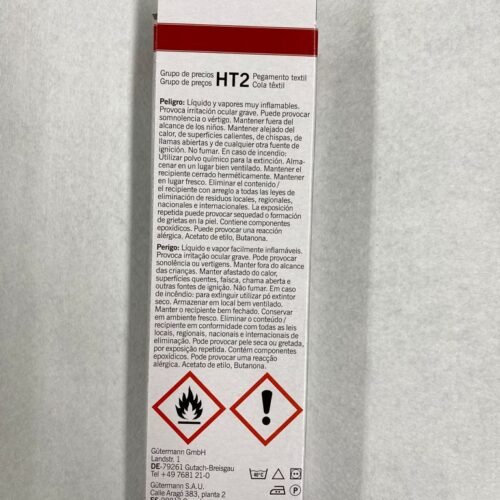 Grupo de precios HT2 Pegamento textil
Grupo de preços Cola têxtil
Peligro: Líquido y vapores muy inflamables.
Provoca irritación ocular grave. Puede provocar
somnolencia o vértigo. Mantener fuera del
alcance de los niños. Mantener alejado del
calor, de superficies calientes, de chispas, de
llamas abiertas y de cualquier otra fuente de
ignición. No fumar. En caso de incendio:
Utilizar polvo químico para la extinción. Alma-
cenar en un lugar bien ventilado. Mantener el
recipiente cerrado herméticamente. Mantener
en lugar fresco. Eliminar el contenido/
el recipiente con arreglo a todas las leyes de
eliminación de residuos locales, regionales,
nacionales e internacionales. La exposición
repetida puede provocar sequedad o formación
de grietas en la piel. Contiene componentes
epoxídicos. Puede provocar una reacción
alérgica. Acetato de etilo, Butanona.
Perigo: Líquido e vapor facilmente inflamáveis.
Provoca irritação ocular grave. Pode provocar
sonolência ou vertigens. Manter fora do alcance
das crianças. Manter afastado do calor,
superfícies quentes, faísca, chama aberta e
outras fontes de ignição. Não fumar. Em caso
de incêndio: para extinguir utilizar pó extintor
seco. Armazenar em local bem ventilado.
Manter o recipiente bem fechado. Conservar
em ambiente fresco. Eliminar o conteúdo/
recipiente em conformidade com todas as leis
locais, regionais, nacionais e internacionais de
eliminação. Pode provocar pele seca ou gretada,
por exposição repetida. Contém componentes
epoxídicos. Pode provocar uma reacção
alérgica. Acetato de etilo, Butanona.
Gütermann GmbH
Landstr. 1
DE-79261 Gutach-Breisgau
Tel +49 7681 21-0
Gütermann S.A.U.
Calle Aragó 383, planta 2